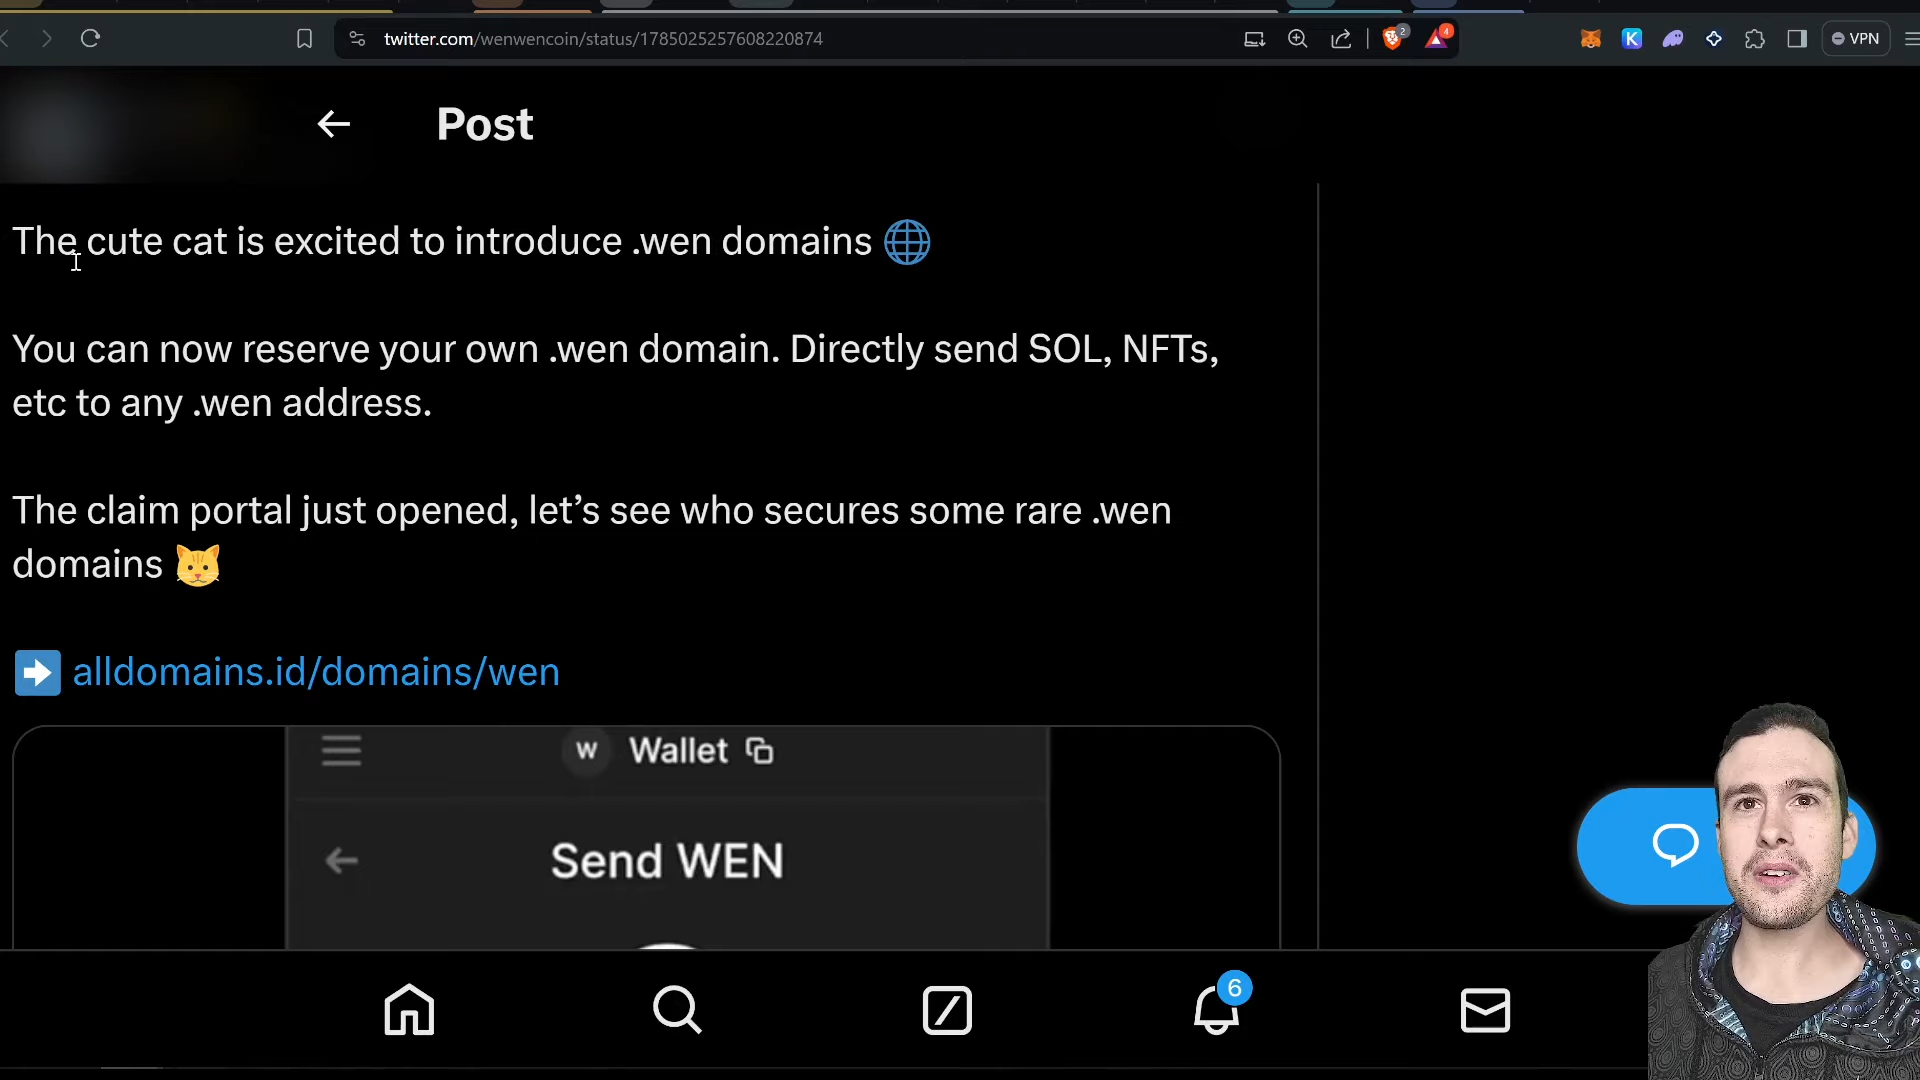 twitter.com/wenwencoin/status/1785025257608220874
2
4
K
VPN
Post
The cute cat is excited to introduce .wen domains 🌐
You can now reserve your own .wen domain. Directly send SOL, NFTs,
etc to any .wen address.
The claim portal just opened, let’s see who secures some rare .wen
domains 🐱
➡️ alldomains.id/domains/wen
W Wallet
Send WEN
6